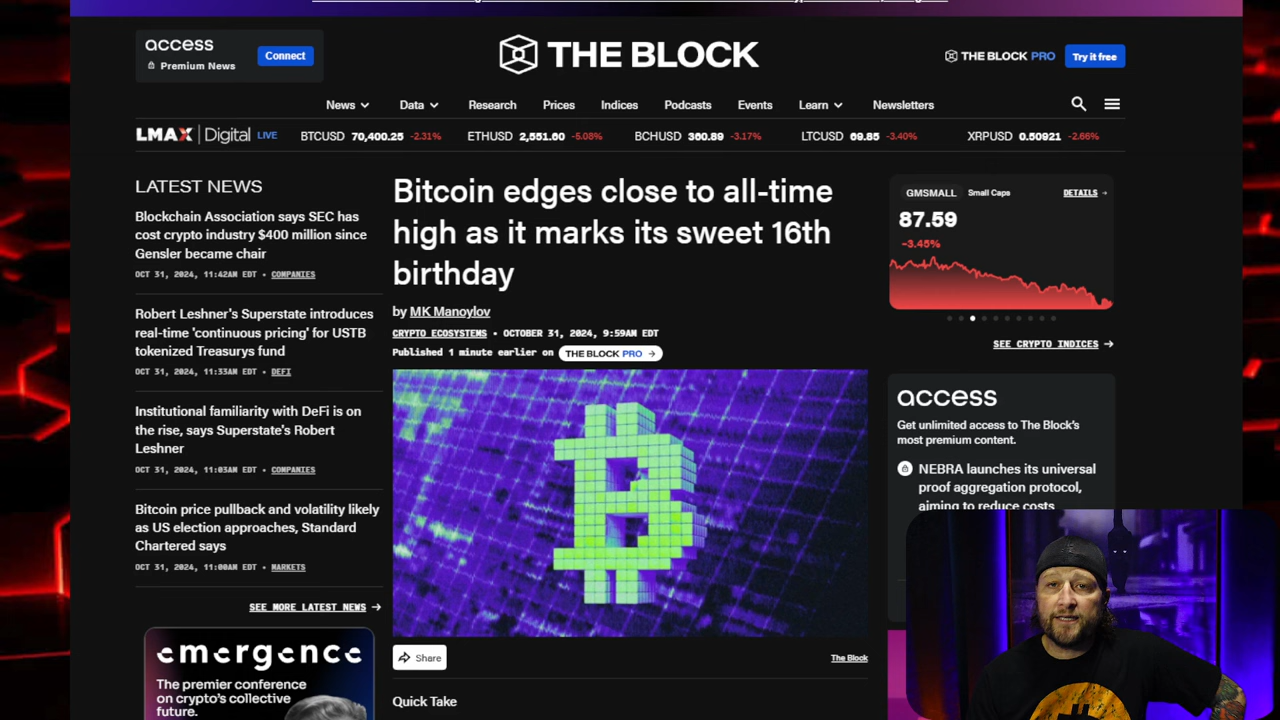 access
Premium News
Connect
THE BLOCK
THE BLOCK PRO
Try it free
News
Data
Research
Prices
Indices
Podcasts
Events
Learn
Newsletters
LMAX Digital LIVE
BTCUSD 70,400.25 -2.31%
ETHUSD 2,551.60 -5.08%
BCHUSD 360.89 -3.17%
LTCUSD 69.85 -3.40%
XRPUSD 0.50921 -2.66%
LATEST NEWS
Blockchain Association says SEC has
cost crypto industry $400 million since
Gensler became chair
OCT 31, 2024, 11:42AM EDT • COMPANIES
Robert Leshner's Superstate introduces
real-time 'continuous pricing' for USTB
tokenized Treasurys fund
OCT 31, 2024, 11:33AM EDT • DEFI
Institutional familiarity with DeFi is on
the rise, says Superstate's Robert
Leshner
OCT 31, 2024, 11:03AM EDT • COMPANIES
Bitcoin price pullback and volatility likely
as US election approaches, Standard
Chartered says
OCT 31, 2024, 11:00AM EDT • MARKETS
SEE MORE LATEST NEWS
emergence
The premier conference
on crypto's collective
future.
Bitcoin edges close to all-time
high as it marks its sweet 16th
birthday
by MK Manoylov
CRYPTO ECOSYSTEMS • OCTOBER 31, 2024, 9:59AM EDT
Published 1 minute earlier on THE BLOCK PRO
Share
The Block
Quick Take
GMSMALL Small Caps
DETAILS
87.59
-3.45%
SEE CRYPTO INDICES
access
Get unlimited access to The Block's
most premium content.
NEBRA launches its universal
proof aggregation protocol,
aiming to reduce costs